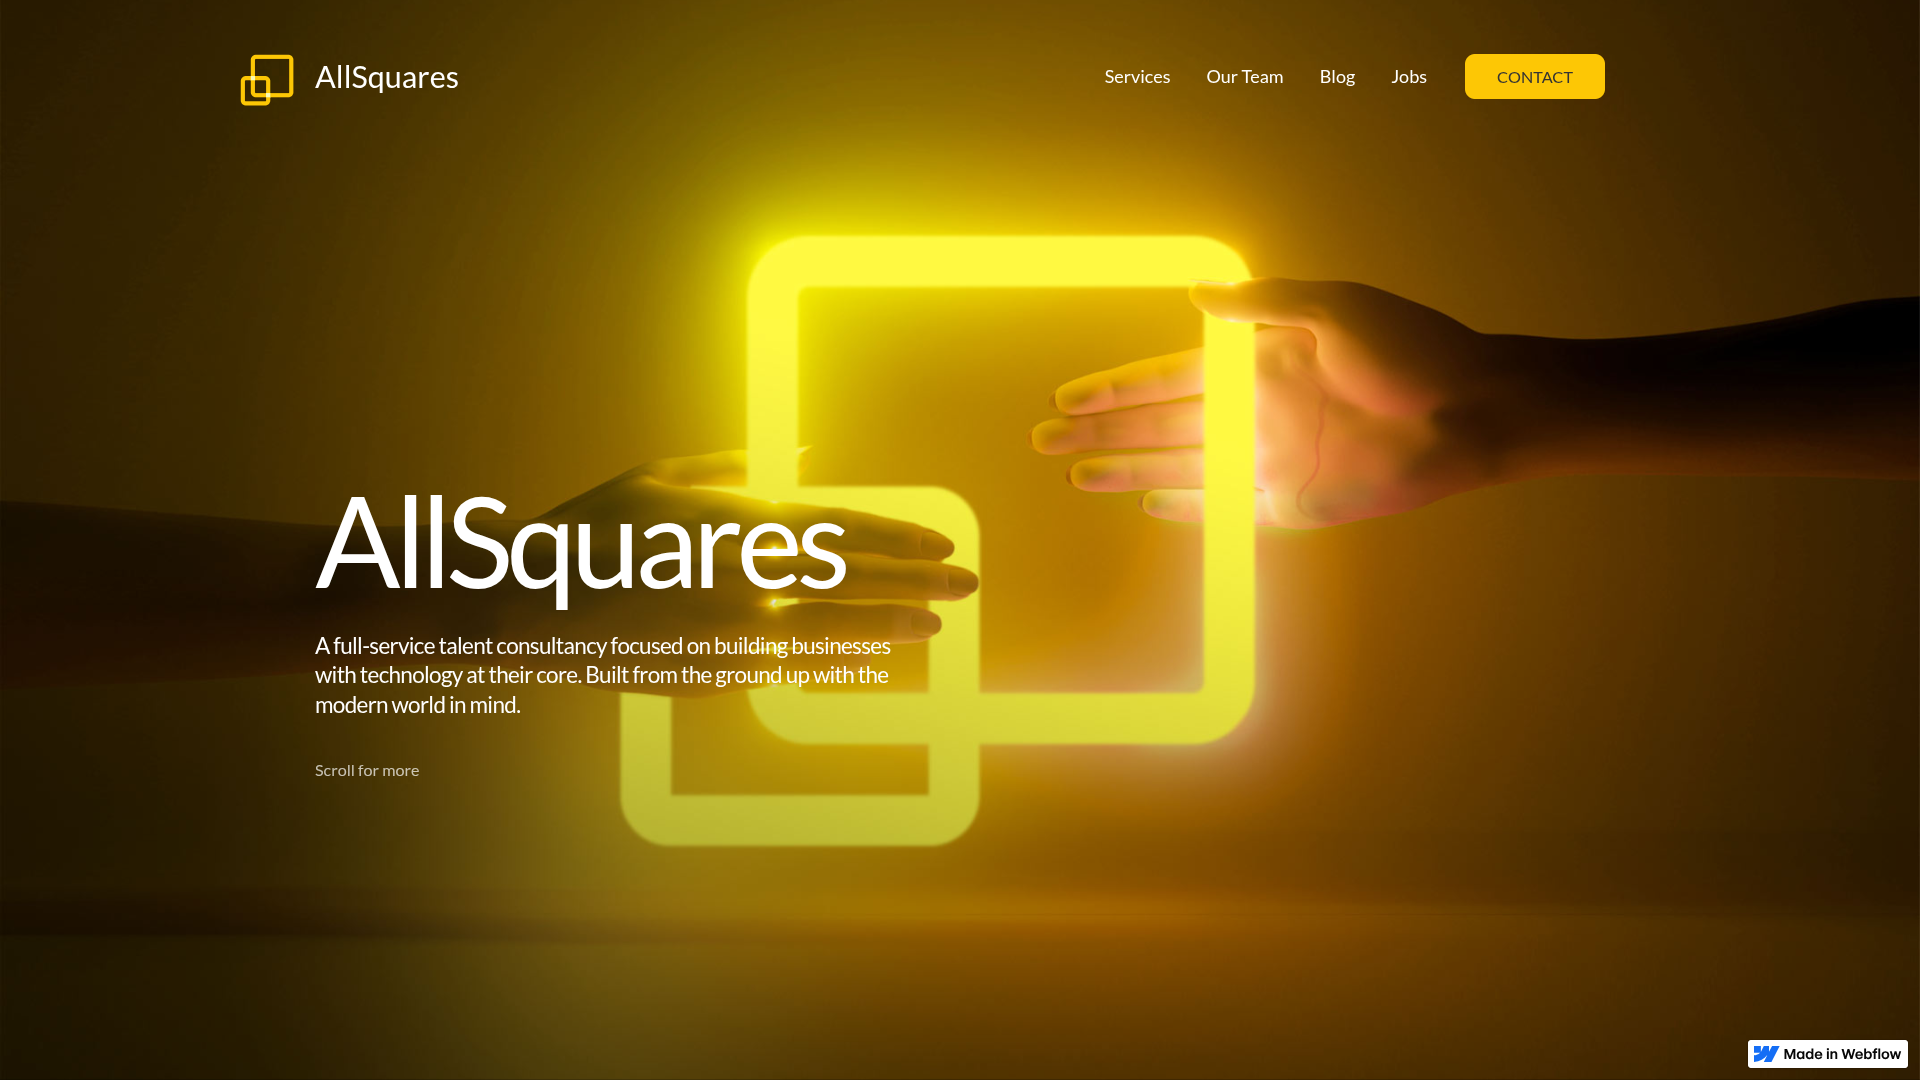 AllSquares
Services
Our Team
Blog
Jobs
CONTACT
AllSquares
A full-service talent consultancy focused on building businesses
with technology at their core. Built from the ground up with the
modern world in mind.
Scroll for more
Made in Webflow